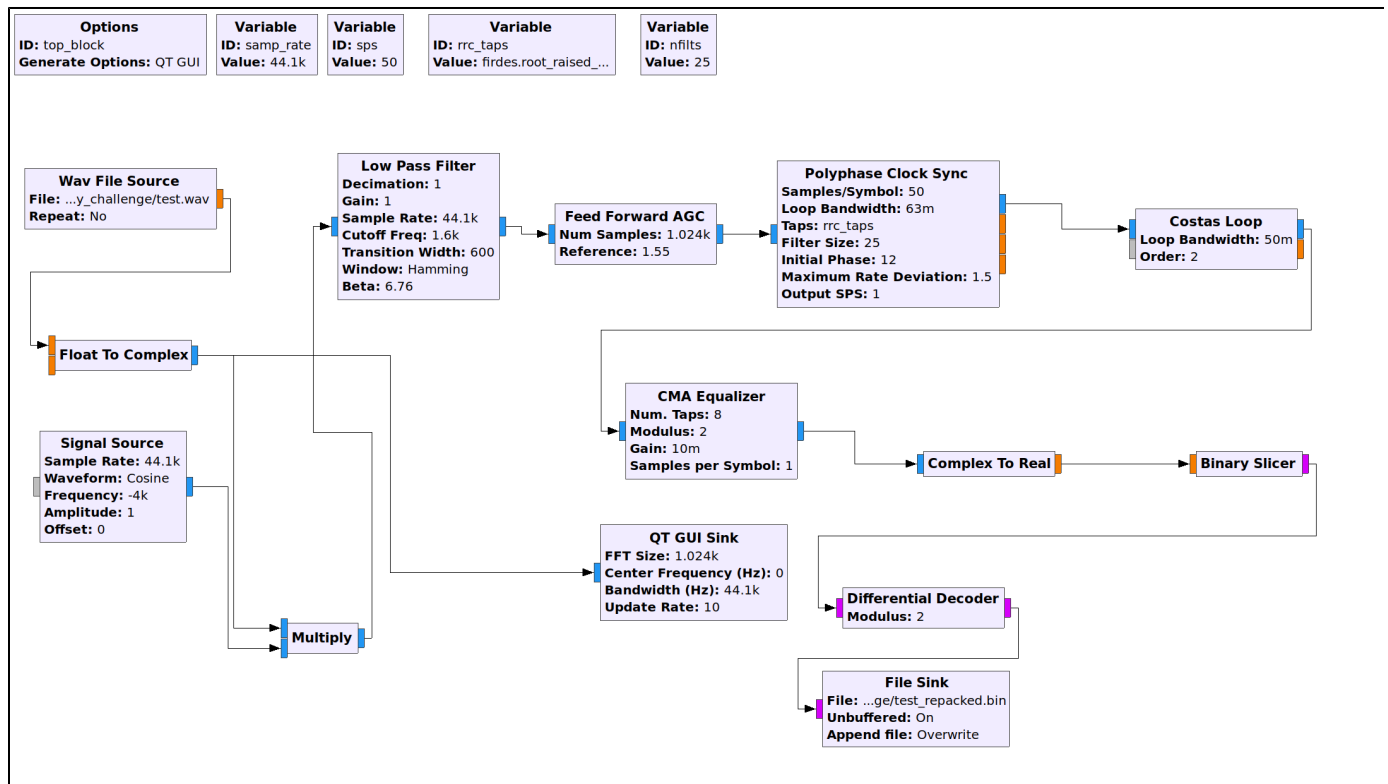 Options
ID: top_block
Generate Options: QT GUI
Variable
ID: samp_rate
Value: 44.1k
Variable
ID: sps
Value: 50
Variable
ID: rrc_taps
Value: firdes.root_raised_...
Variable
ID: nfilts
Value: 25
Wav File Source
File: ...y_challenge/test.wav
Repeat: No
Low Pass Filter
Decimation: 1
Gain: 1
Sample Rate: 44.1k
Cutoff Freq: 1.6k
Transition Width: 600
Window: Hamming
Beta: 6.76
Feed Forward AGC
Num Samples: 1.024k
Reference: 1.55
Polyphase Clock Sync
Samples/Symbol: 50
Loop Bandwidth: 63m
Taps: rrc_taps
Filter Size: 25
Initial Phase: 12
Maximum Rate Deviation: 1.5
Output SPS: 1
Costas Loop
Loop Bandwidth: 50m
Order: 2
Float To Complex
CMA Equalizer
Num. Taps: 8
Modulus: 2
Gain: 10m
Samples per Symbol: 1
Complex To Real
Binary Slicer
Signal Source
Sample Rate: 44.1k
Waveform: Cosine
Frequency: -4k
Amplitude: 1
Offset: 0
QT GUI Sink
FFT Size: 1.024k
Center Frequency (Hz): 0
Bandwidth (Hz): 44.1k
Update Rate: 10
Differential Decoder
Modulus: 2
Multiply
File Sink
File: ...ge/test_repacked.bin
Unbuffered: On
Append file: Overwrite